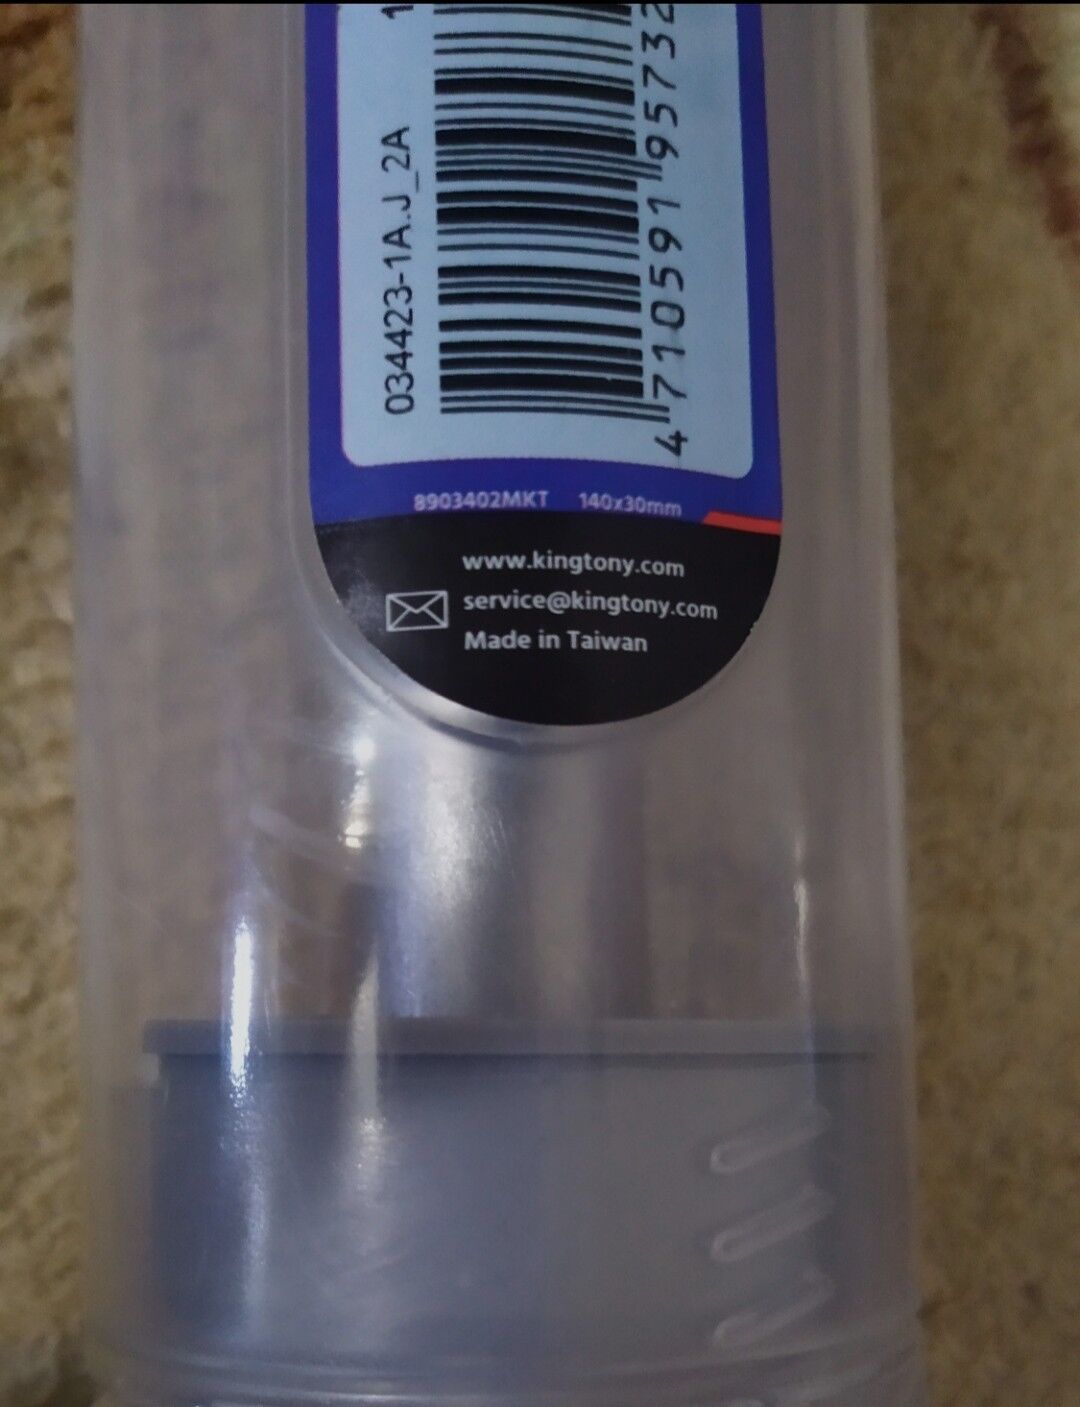 034423-1A.J_2A
4 710591 95732
8903402MKT 140x30mm
www.kingtony.com
service@kingtony.com
Made in Taiwan